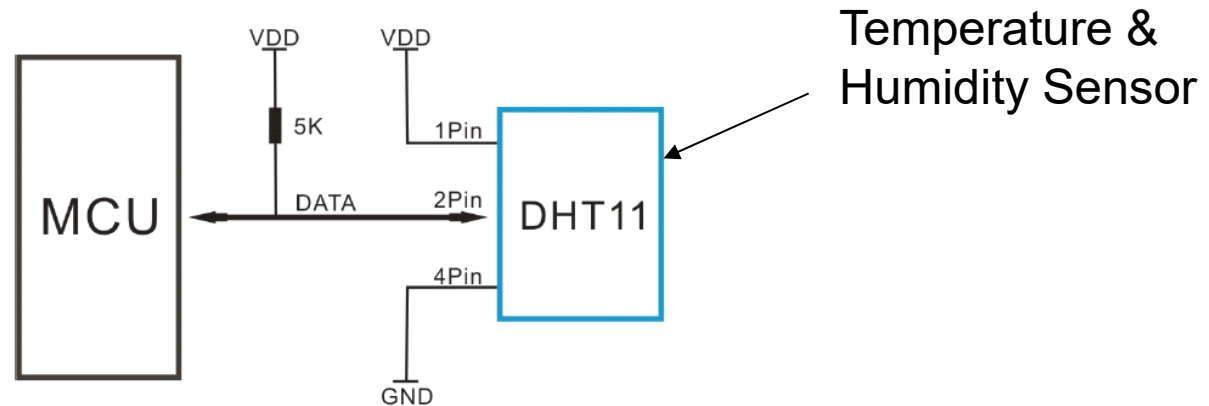 VDD
VDD
Temperature &
Humidity Sensor
5K
1Pin
MCU
DATA
2Pin
DHT11
4Pin
GND